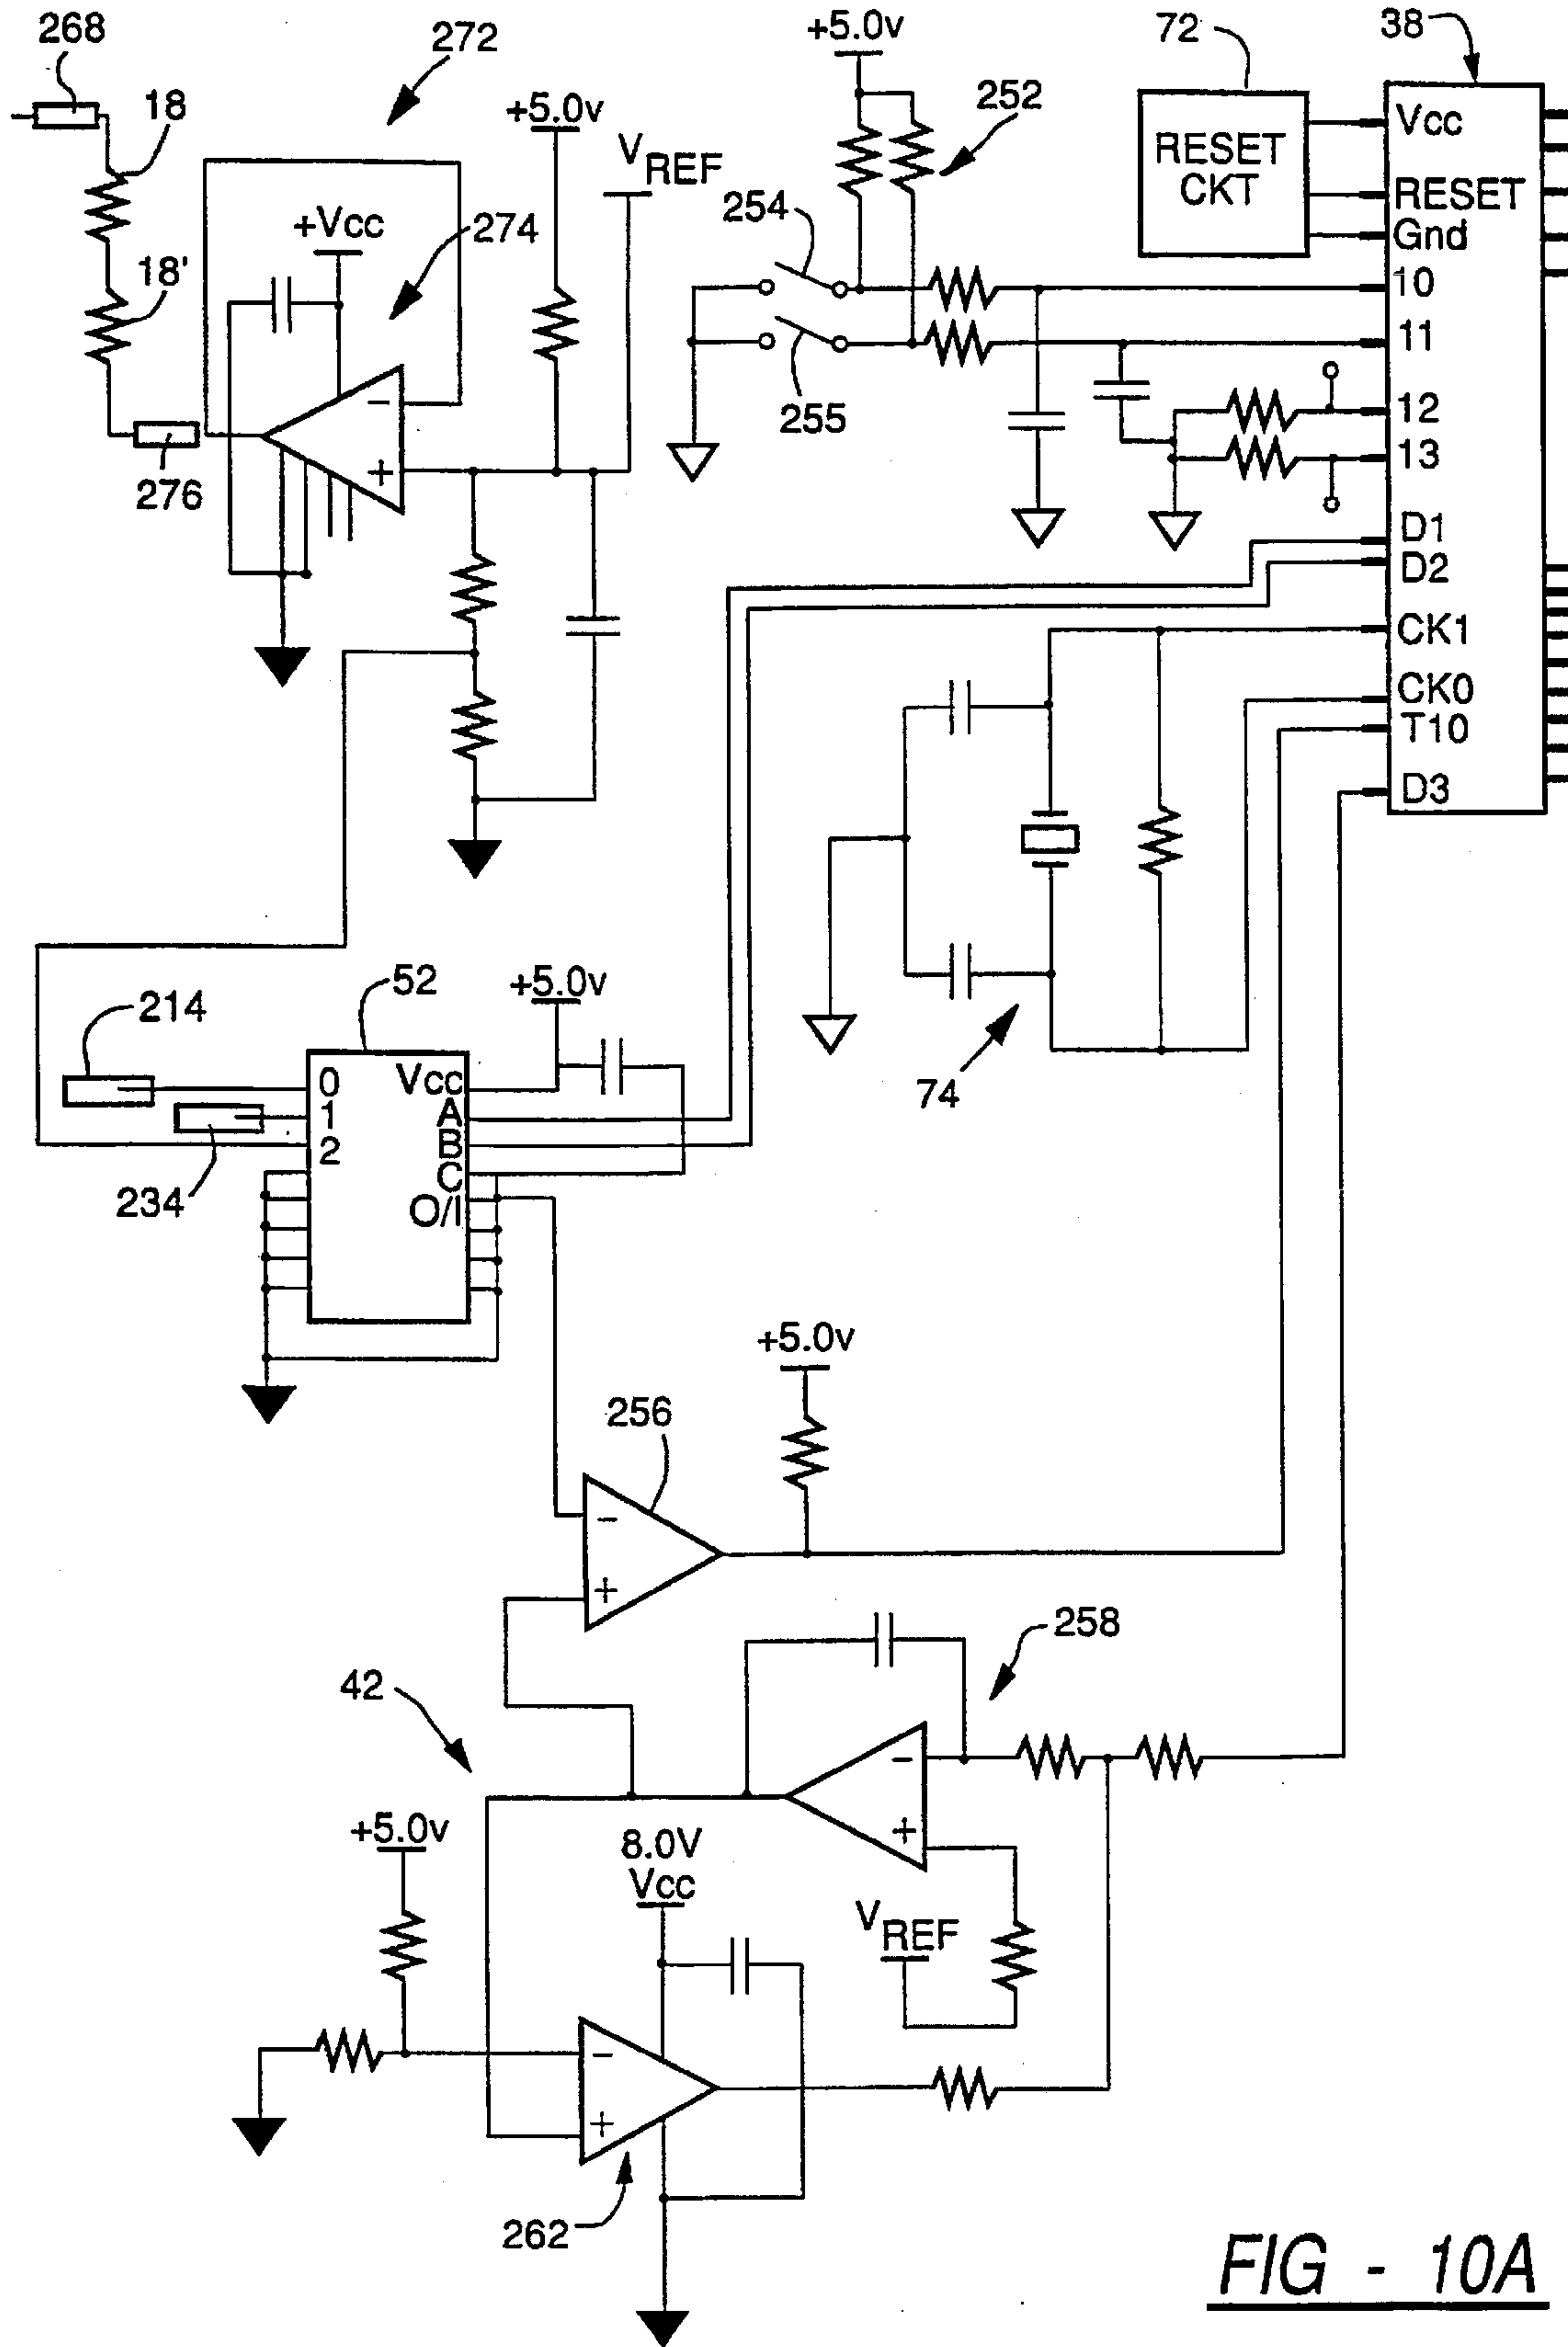 268
272
+5.0v
72
38
18
+5.0v
252
Vcc
RESET
CKT
VREF
+Vcc
274
254
RESET
Gnd
18'
10
11
-
255
12
+
276
13
D1
D2
CK1
CK0
T10
D3
52
+5.0v
214
74
0
Vcc
1
A
2
B
C
234
O/I
+5.0v
256
-
+
258
42
-
+
+5.0v
8.0V
Vcc
VREF
-
+
262
FIG - 10A